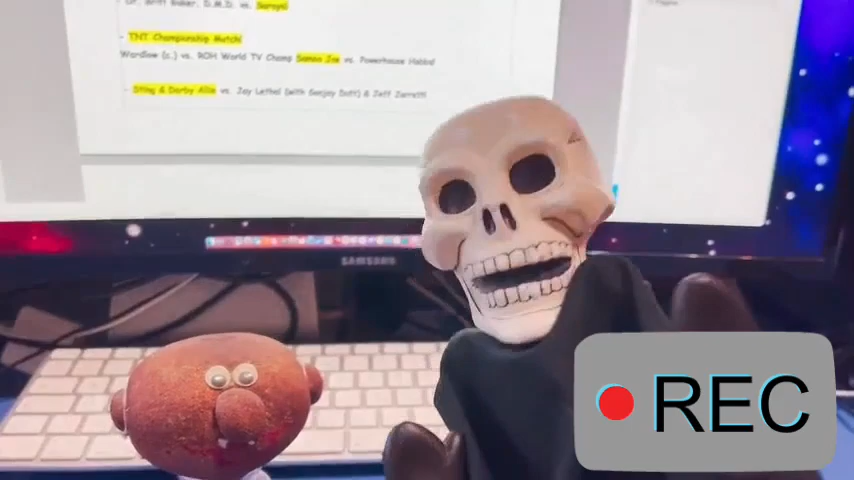 - Dr. Britt Baker, D.M.D. vs. Saraya
- TNT Championship Match:
Wardlow (c.) vs. ROH World TV Champ Samoa Joe vs. Powerhouse Hobbs
- Sting & Darby Allin vs. Jay Lethal (with Sonjay Dutt) & Jeff Jarrett
SAMSUNG
REC